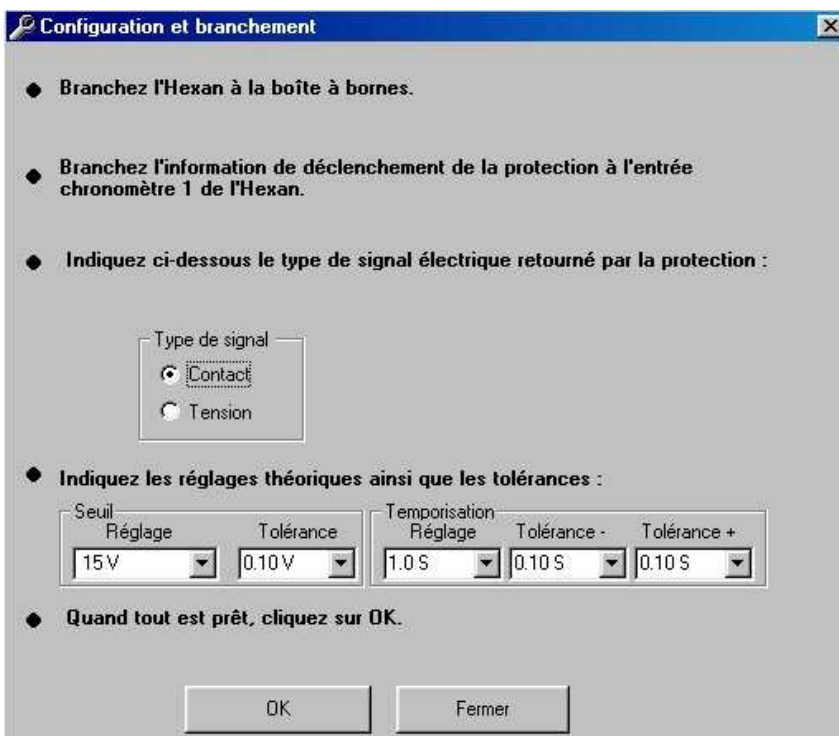 Configuration et branchement
Branchez l'Hexan à la boîte à bornes.
Branchez l'information de déclenchement de la protection à l'entrée
chronomètre 1 de l'Hexan.
Indiquez ci-dessous le type de signal électrique retourné par la protection :
Type de signal
Contact
Tension
Indiquez les réglages théoriques ainsi que les tolérances :
Seuil Temporisation
Réglage Tolérance Réglage Tolérance - Tolérance +
15 V 0.10 V 1.0 S 0.10 S 0.10 S
Quand tout est prêt, cliquez sur OK.
OK Fermer